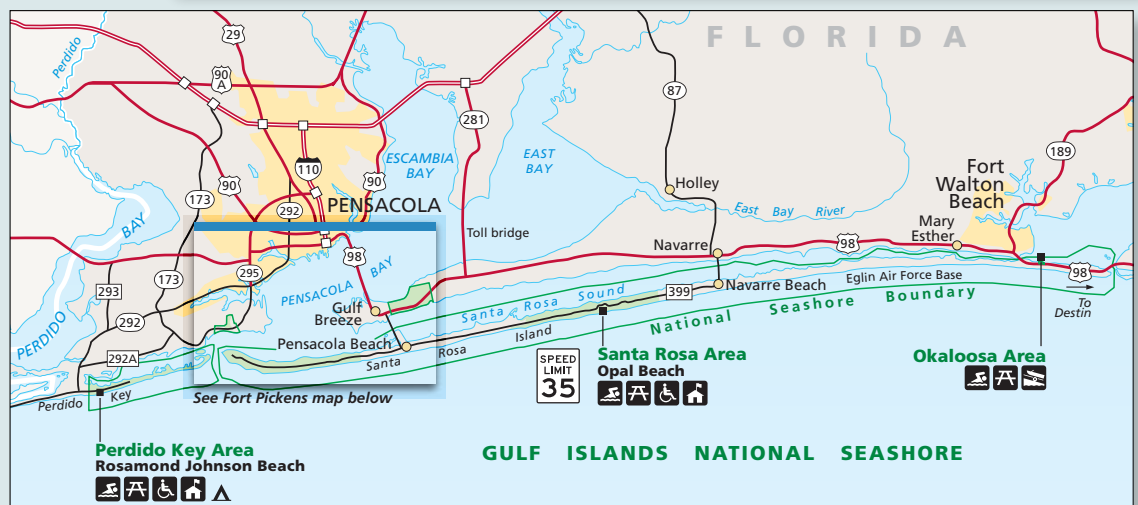 FLORIDA
29
Perdido
90
A
87
281
ESCAMBIA
BAY
EAST
BAY
189
110
90
90
173
292
Holley
Fort
Walton
Beach
PENSACOLA
East Bay River
BAY
Toll bridge
Mary
Esther
98
Navarre
98
BAY
295
173
293
PENSACOLA
98
To
Destin
Eglin Air Force Base
Navarre Beach
399
Santa Rosa Sound
National Seashore Boundary
Gulf
Breeze
292
PERDIDO
Pensacola Beach
Santa Rosa Island
292A
SPEED
LIMIT
35
Santa Rosa Area
Opal Beach
Okaloosa Area
Perdido Key
See Fort Pickens map below
Perdido Key Area
Rosamond Johnson Beach
GULF ISLANDS NATIONAL SEASHORE